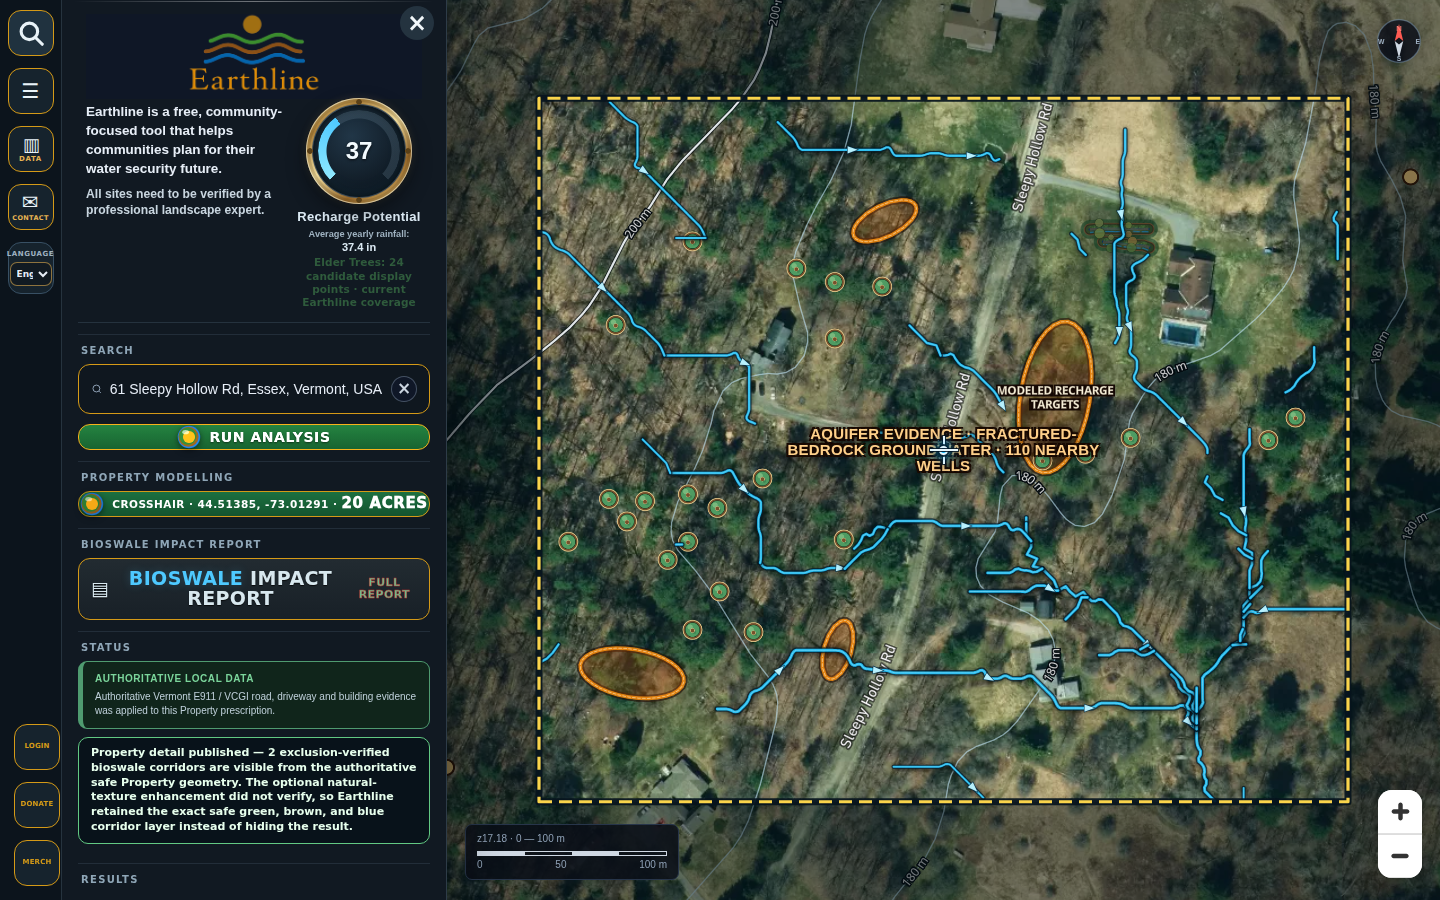 Earthline
Earthline is a free, community-
focused tool that helps
communities plan for their
water security future.
All sites need to be verified by a
professional landscape expert.
37
Recharge Potential
Average yearly rainfall:
37.4 in
Elder Trees: 24
candidate display
points · current
Earthline coverage
DATA
CONTACT
LANGUAGE
Eng
LOGIN
DONATE
MERCH
SEARCH
61 Sleepy Hollow Rd, Essex, Vermont, USA
RUN ANALYSIS
PROPERTY MODELLING
CROSSHAIR · 44.51385, -73.01291 · 20 ACRES
BIOSWALE IMPACT REPORT
BIOSWALE IMPACT
REPORT
FULL
REPORT
STATUS
AUTHORITATIVE LOCAL DATA
Authoritative Vermont E911 / VCGI road, driveway and building evidence
was applied to this Property prescription.
Property detail published — 2 exclusion-verified
bioswale corridors are visible from the authoritative
safe Property geometry. The optional natural-
texture enhancement did not verify, so Earthline
retained the exact safe green, brown, and blue
corridor layer instead of hiding the result.
RESULTS
200 m
N
W
E
S
180 m
Sleepy Hollow Rd
200 m
180 m
180 m
MODELED RECHARGE
TARGETS
Hollow Rd
AQUIFER EVIDENCE · FRACTURED-
BEDROCK GROUNDWATER · 110 NEARBY
WELLS
180 m
180 m
180 m
Sleepy Hollow Rd
180 m
z17.18 · 0 — 100 m
0
50
100 m